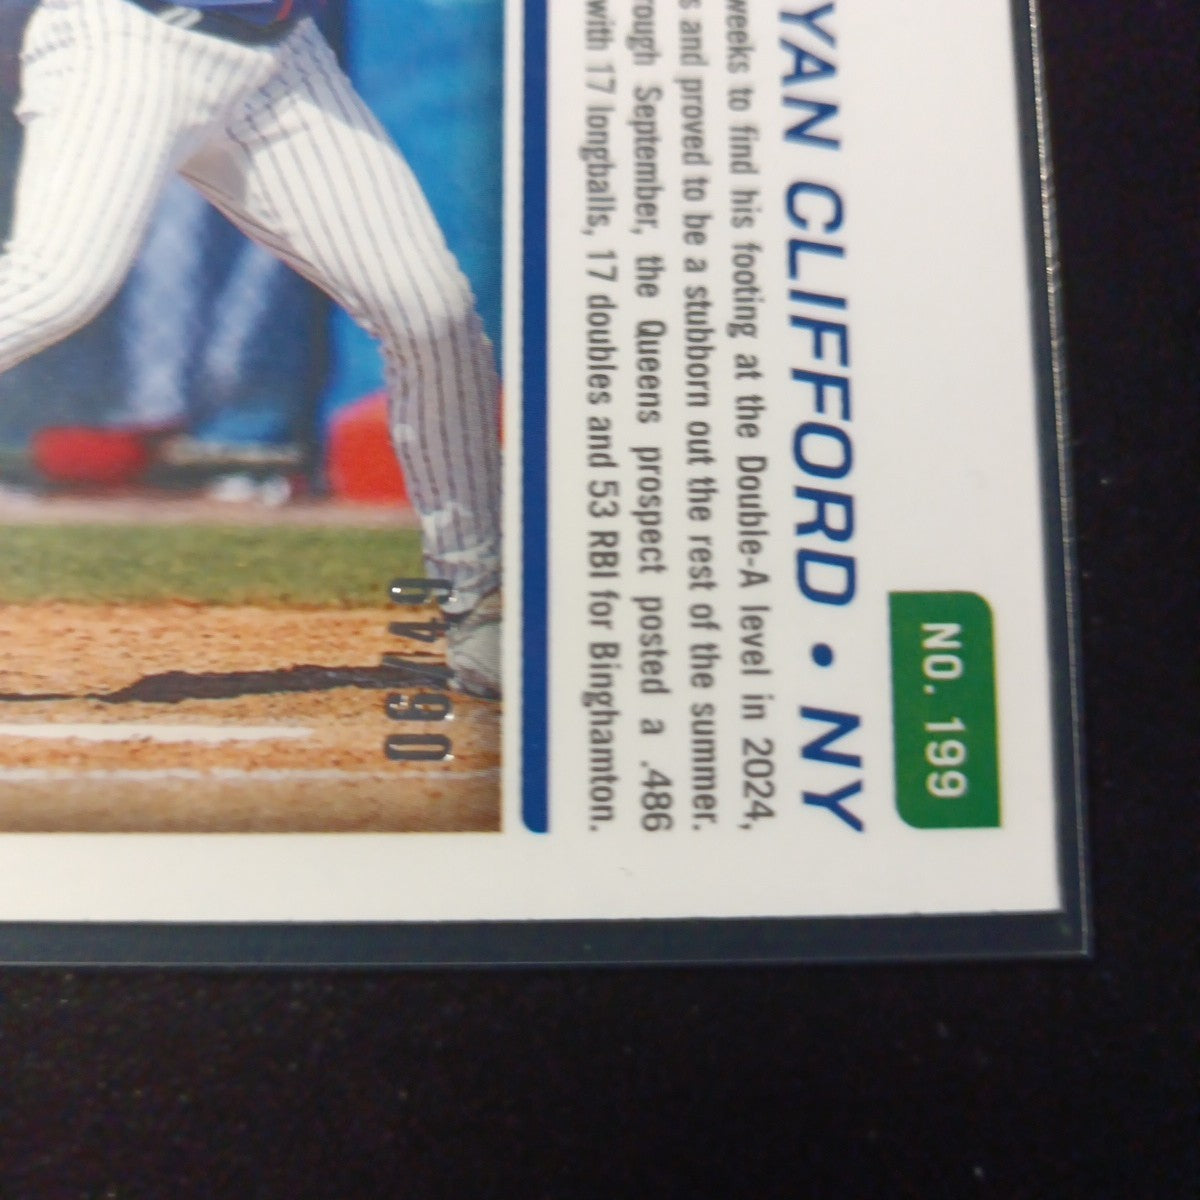 NO. 199
YAN CLIFFORD • NY
weeks to find his footing at the Double-A level in 2024,
s and proved to be a stubborn out the rest of the summer.
rough September, the Queens prospect posted a .486
with 17 longballs, 17 doubles and 53 RBI for Binghamton.
06/49